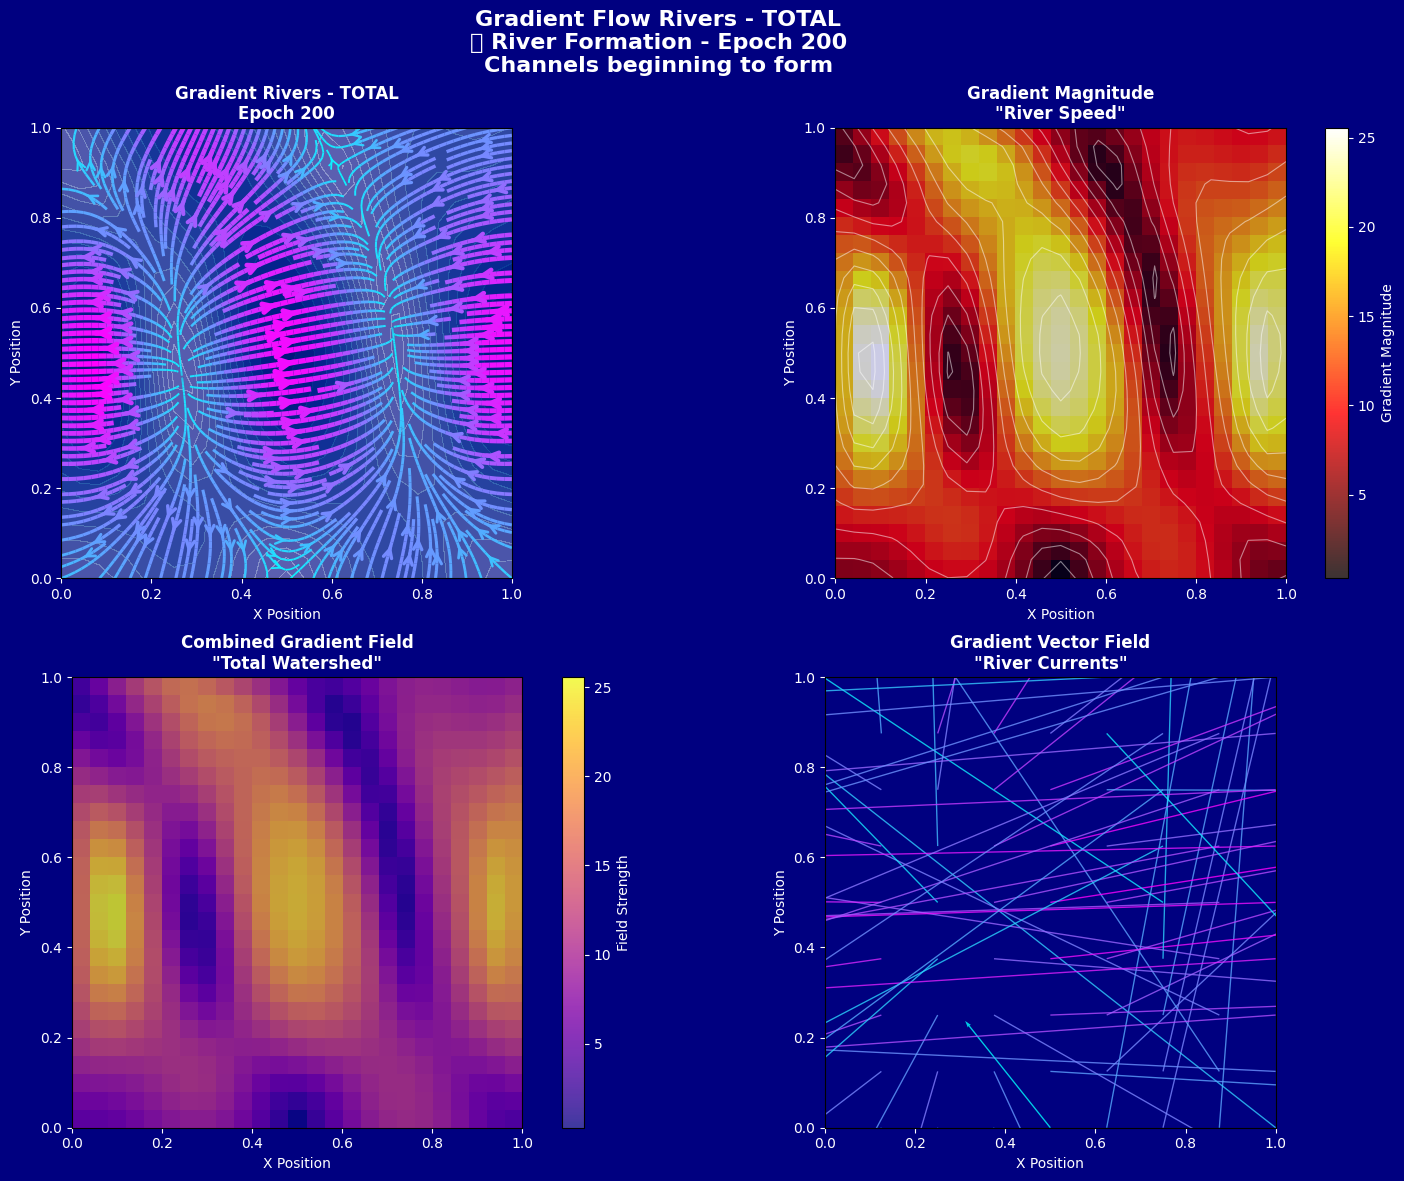 Gradient Flow Rivers - TOTAL
▯ River Formation - Epoch 200
Channels beginning to form
Gradient Rivers - TOTAL
Epoch 200
1.0
0.8
0.6
0.4
0.2
0.0
Y Position
0.0 0.2 0.4 0.6 0.8 1.0
X Position
Gradient Magnitude
"River Speed"
1.0
0.8
0.6
0.4
0.2
0.0
Y Position
0.0 0.2 0.4 0.6 0.8 1.0
X Position
25
20
15
10
5
Gradient Magnitude
Combined Gradient Field
"Total Watershed"
1.0
0.8
0.6
0.4
0.2
0.0
Y Position
0.0 0.2 0.4 0.6 0.8 1.0
X Position
25
20
15
10
5
Field Strength
Gradient Vector Field
"River Currents"
1.0
0.8
0.6
0.4
0.2
0.0
Y Position
0.0 0.2 0.4 0.6 0.8 1.0
X Position